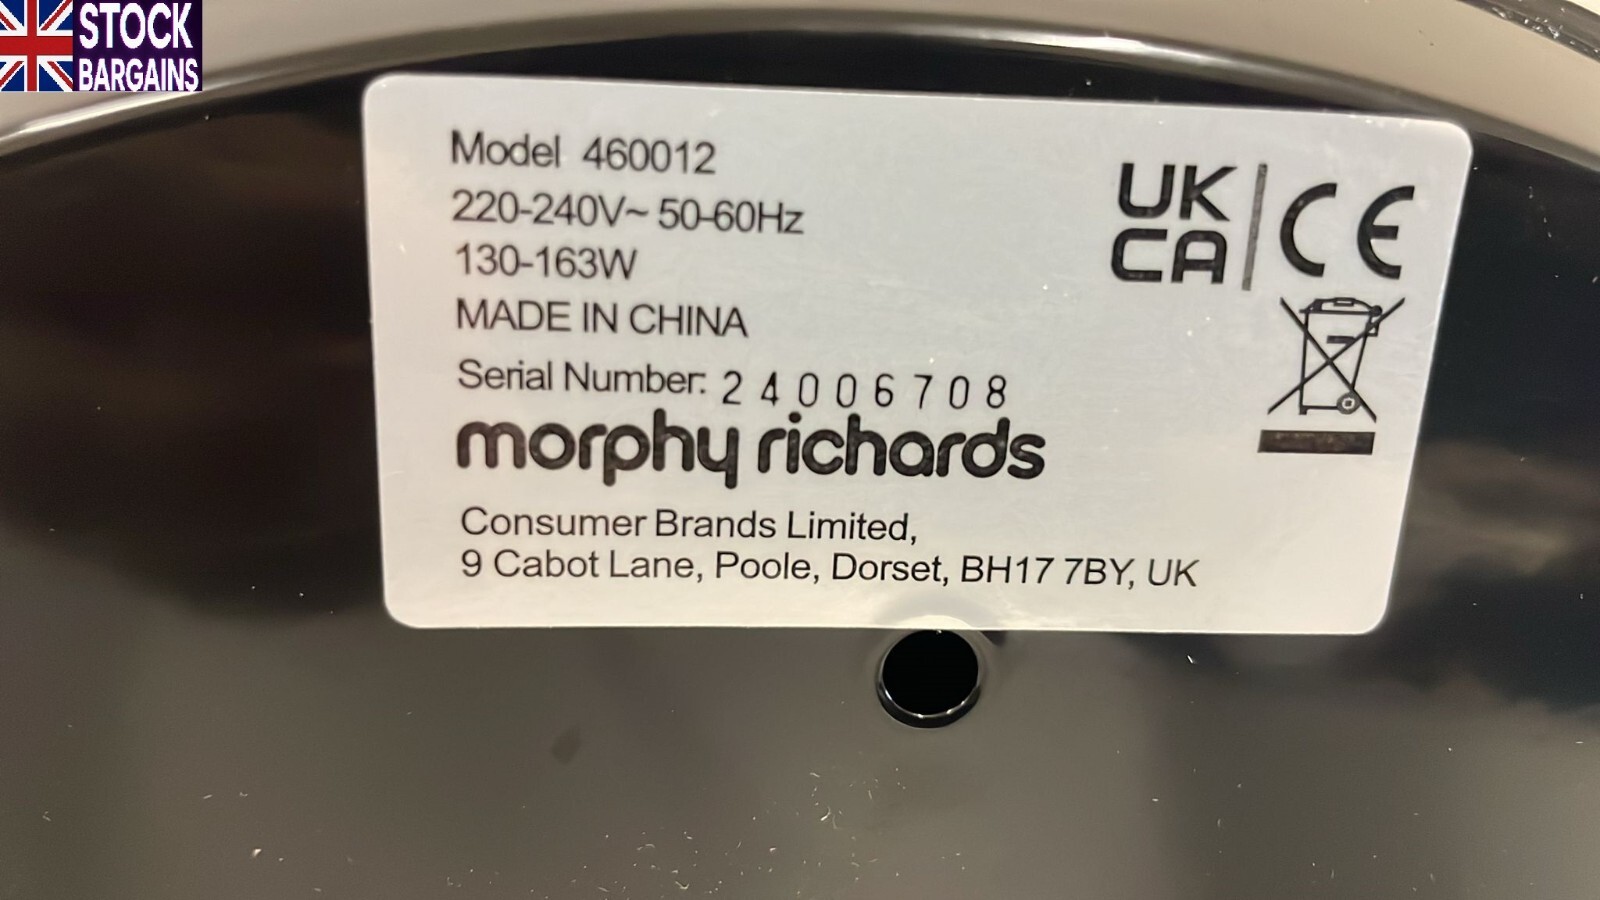 STOCK
BARGAINS
Model 460012
220-240V~ 50-60Hz
130-163W
MADE IN CHINA
Serial Number: 24006708
morphy richards
Consumer Brands Limited,
9 Cabot Lane, Poole, Dorset, BH17 7BY, UK
UK
CA
CE